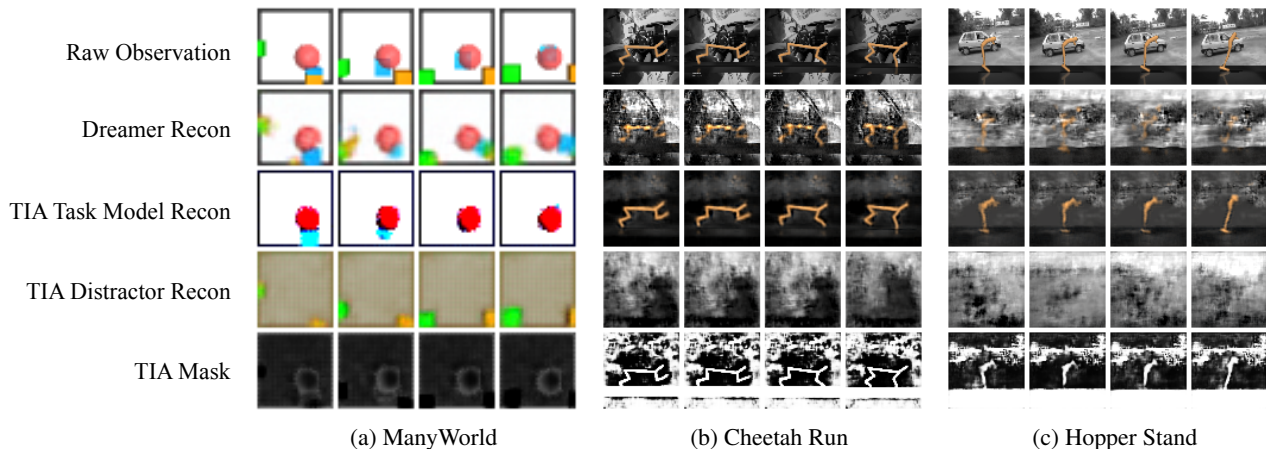 Raw Observation
Dreamer Recon
TIA Task Model Recon
TIA Distractor Recon
TIA Mask
(a) ManyWorld
(b) Cheetah Run
(c) Hopper Stand